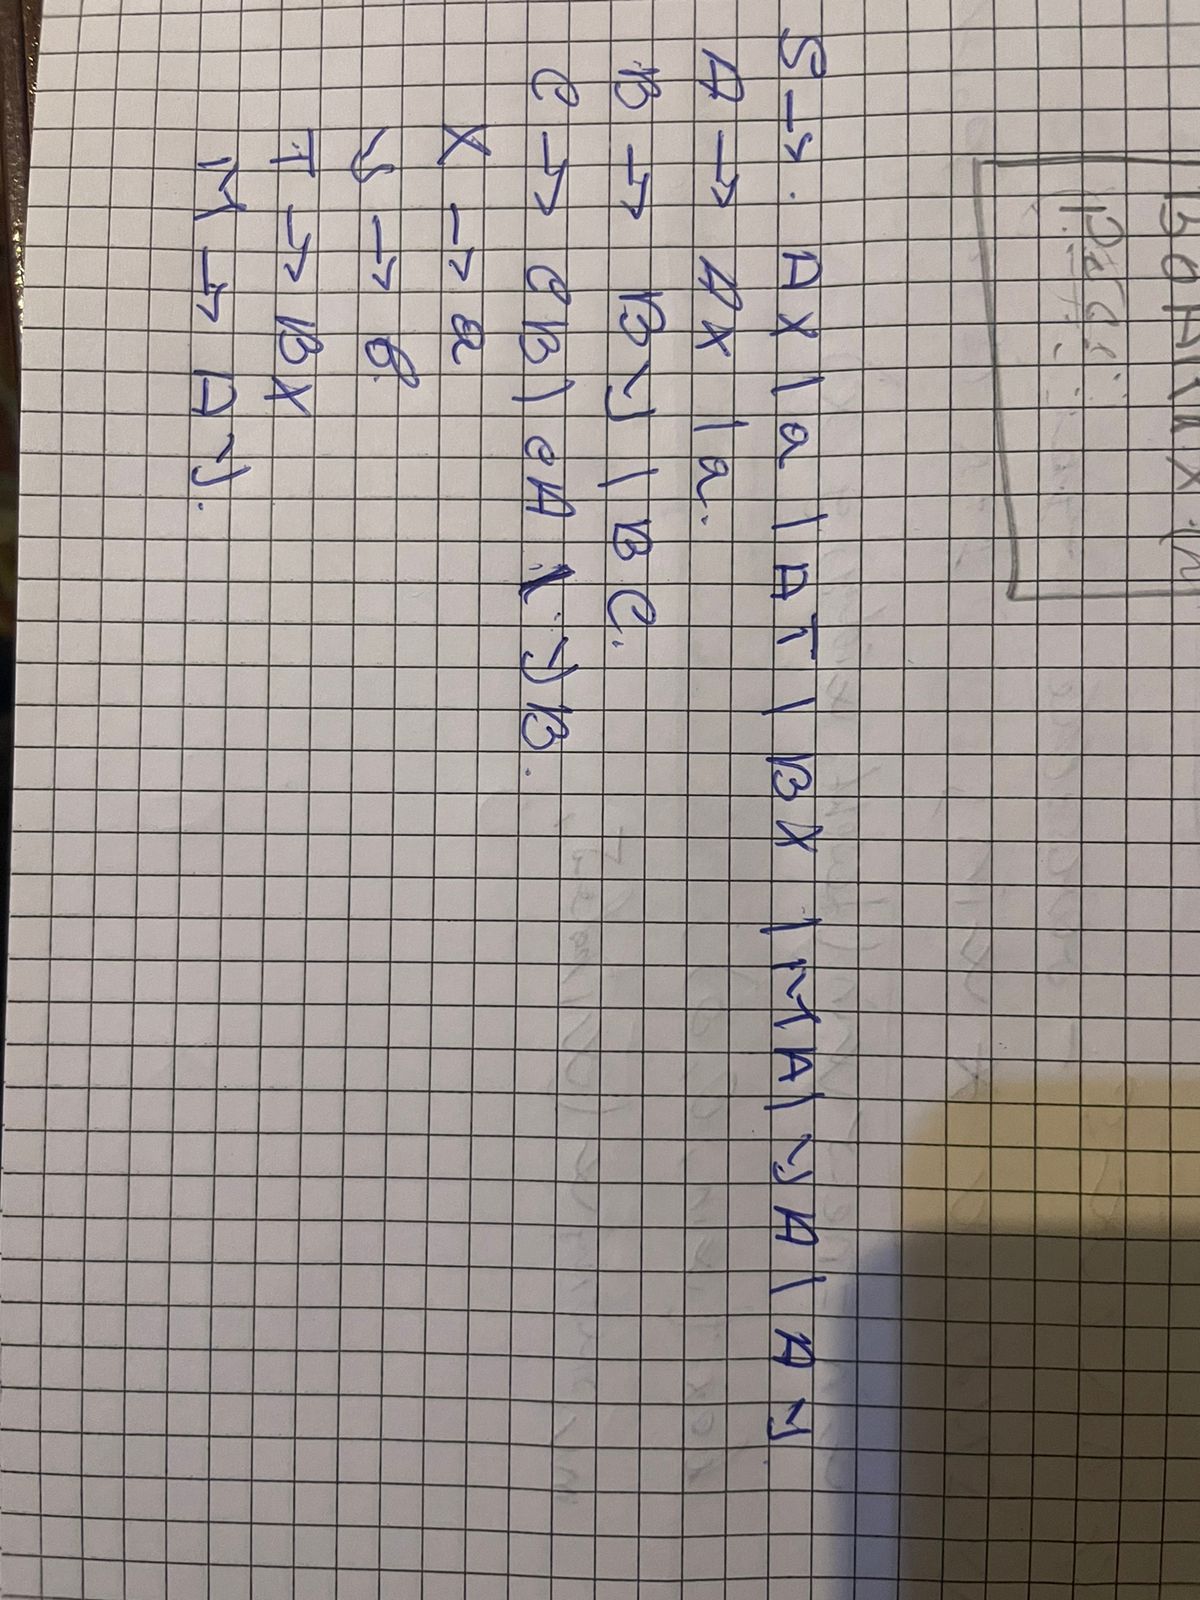 S → . AX | a | AT | BX | MA | YA | AY
A → AX | a.
B → BY | BC.
C → CB | CA | YB.
X → a
Y → b.
T → BX
M → AY.